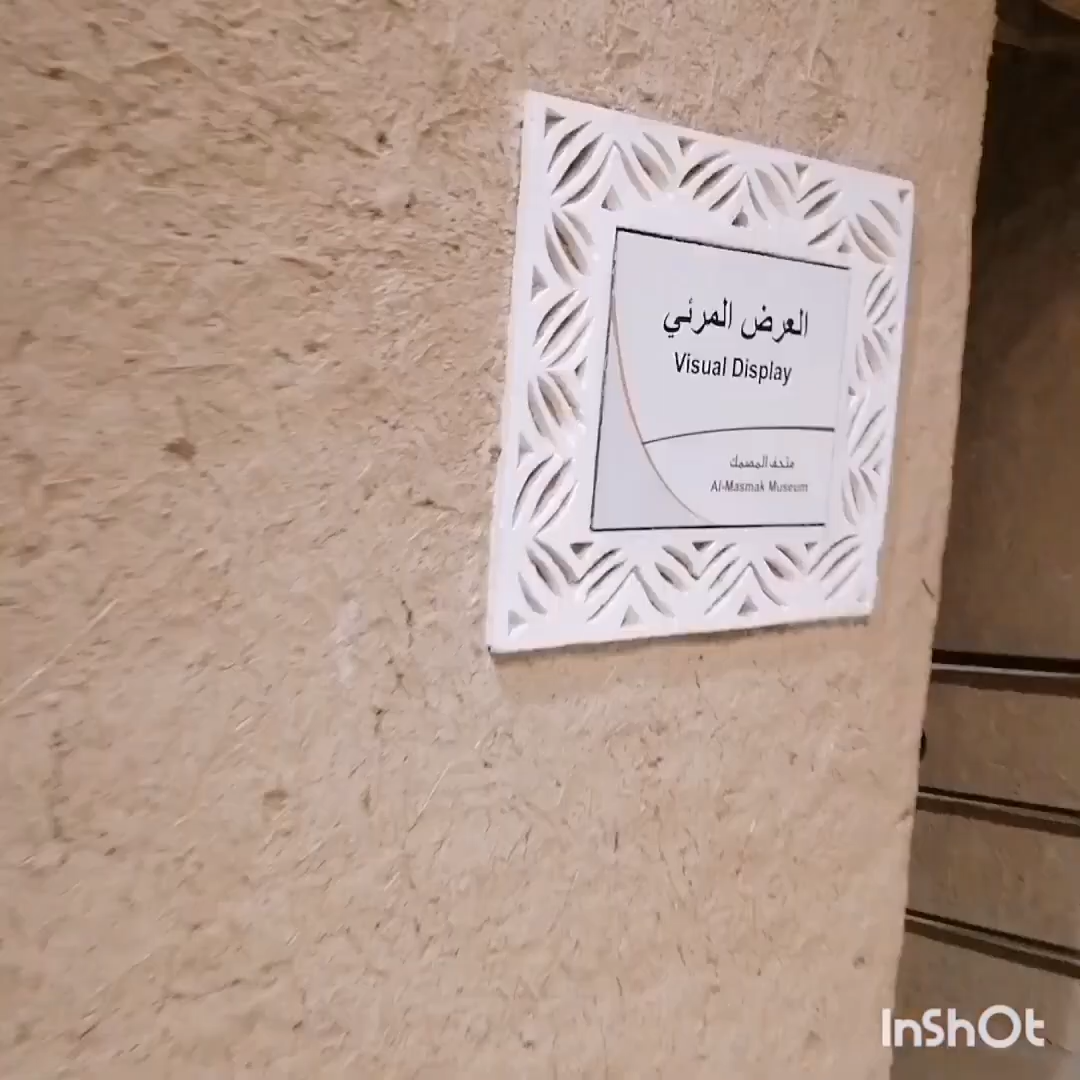 العرض المرئي
Visual Display
متحف المصمك
Al-Masmak Museum
InShOt